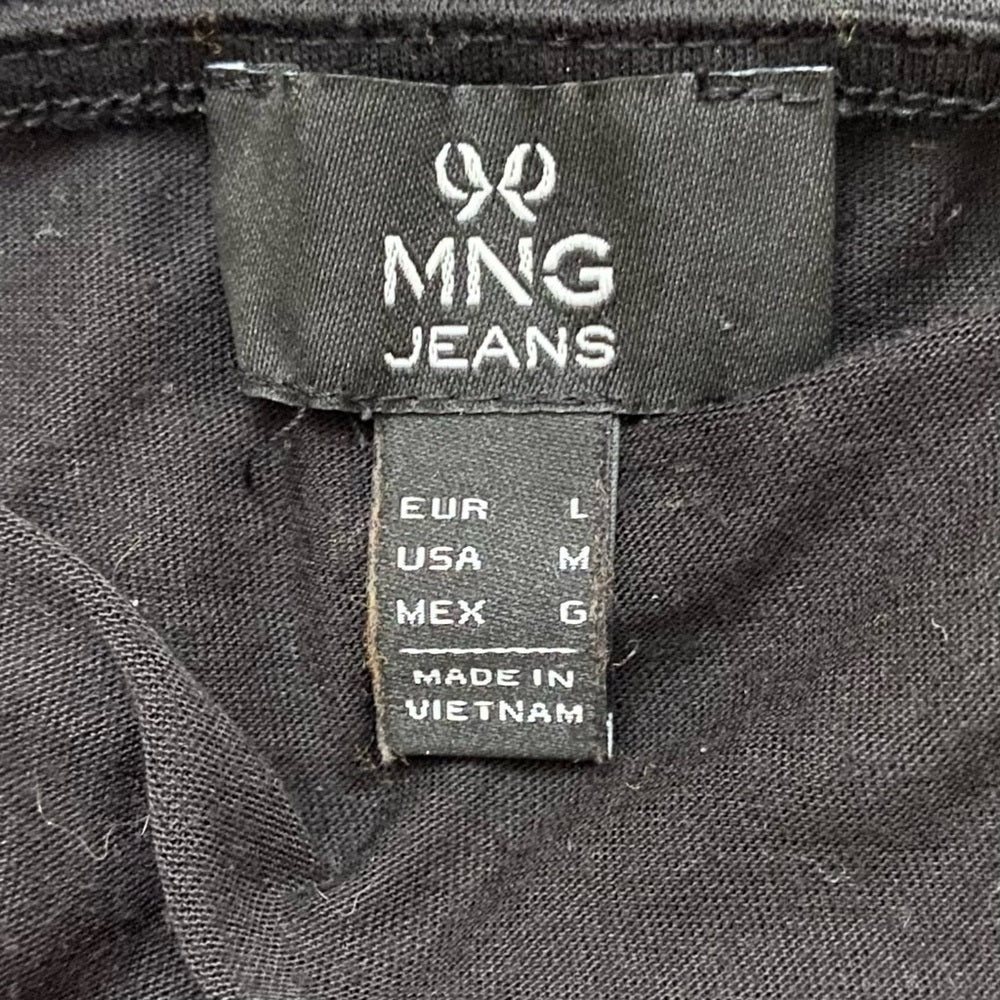 MNG
JEANS
EUR L
USA M
MEX G
MADE IN
VIETNAM